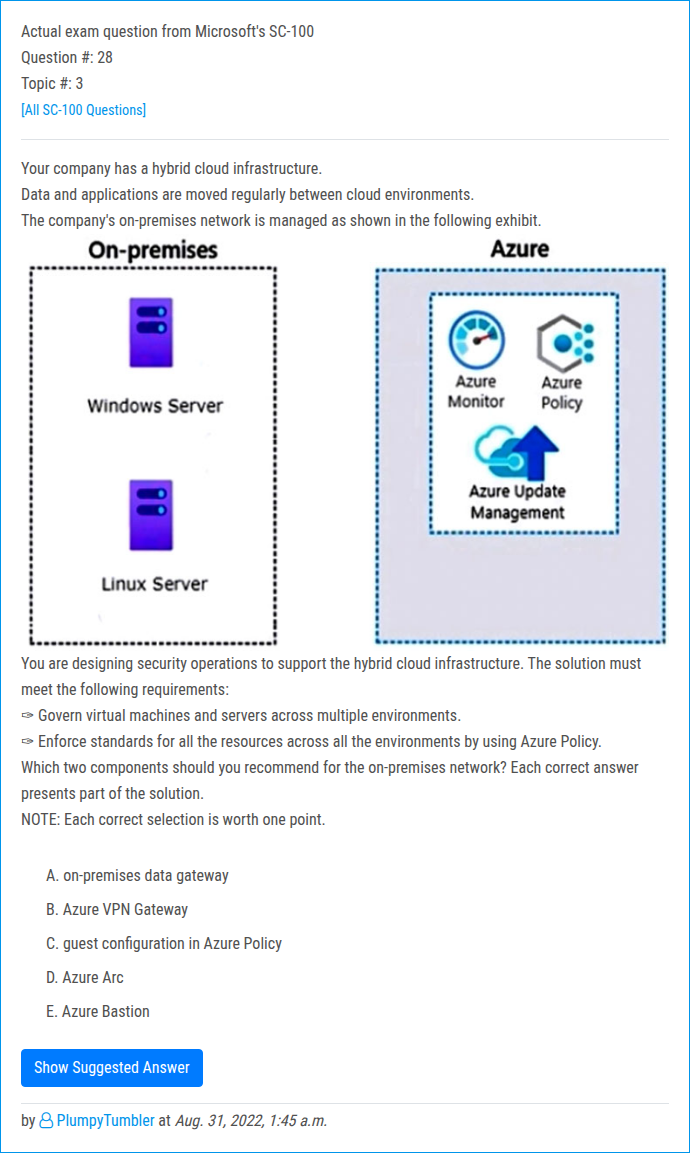 Actual exam question from Microsoft's SC-100
Question #: 28
Topic #: 3
[All SC-100 Questions]
Your company has a hybrid cloud infrastructure.
Data and applications are moved regularly between cloud environments.
The company's on-premises network is managed as shown in the following exhibit.
On-premises
Azure
Windows Server
Linux Server
Azure
Monitor
Azure
Policy
Azure Update
Management
You are designing security operations to support the hybrid cloud infrastructure. The solution must
meet the following requirements:
✑ Govern virtual machines and servers across multiple environments.
✑ Enforce standards for all the resources across all the environments by using Azure Policy.
Which two components should you recommend for the on-premises network? Each correct answer
presents part of the solution.
NOTE: Each correct selection is worth one point.
A. on-premises data gateway
B. Azure VPN Gateway
C. guest configuration in Azure Policy
D. Azure Arc
E. Azure Bastion
Show Suggested Answer
by PlumpyTumbler at Aug. 31, 2022, 1:45 a.m.